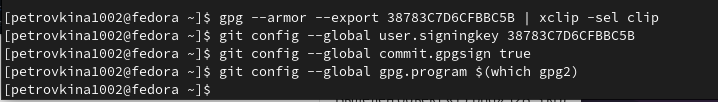 [petrovkina1002@fedora ~]$ gpg --armor --export 38783C7D6CFBBC5B | xclip -sel clip
[petrovkina1002@fedora ~]$ git config --global user.signingkey 38783C7D6CFBBC5B
[petrovkina1002@fedora ~]$ git config --global commit.gpgsign true
[petrovkina1002@fedora ~]$ git config --global gpg.program $(which gpg2)
[petrovkina1002@fedora ~]$